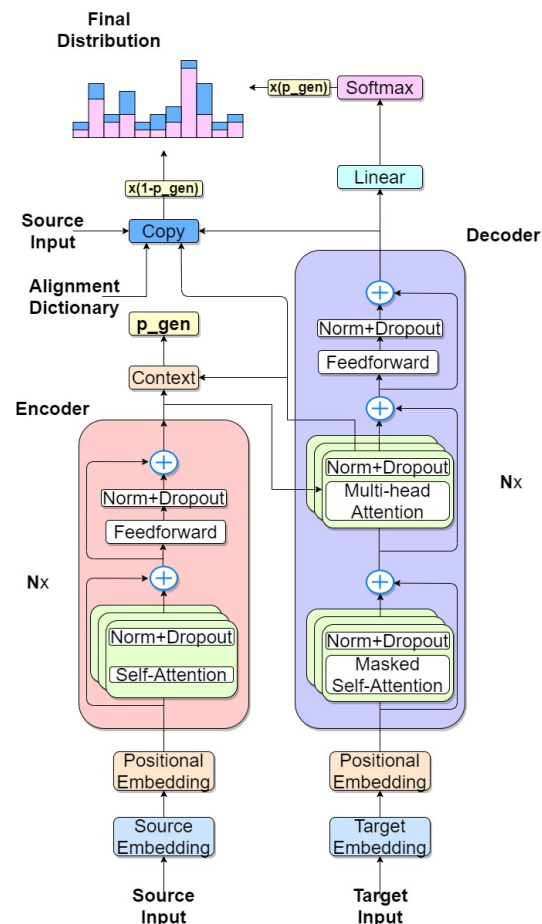 Final
Distribution
x(p_gen)
Softmax
x(1-p_gen)
Linear
Source
Input
Copy
Decoder
Alignment
Dictionary
p_gen
Context
Encoder
Norm+Dropout
Feedforward
Norm+Dropout
Multi-head
Attention
Nx
Norm+Dropout
Feedforward
Nx
Norm+Dropout
Self-Attention
Norm+Dropout
Masked
Self-Attention
Positional
Embedding
Positional
Embedding
Source
Embedding
Target
Embedding
Source
Input
Target
Input